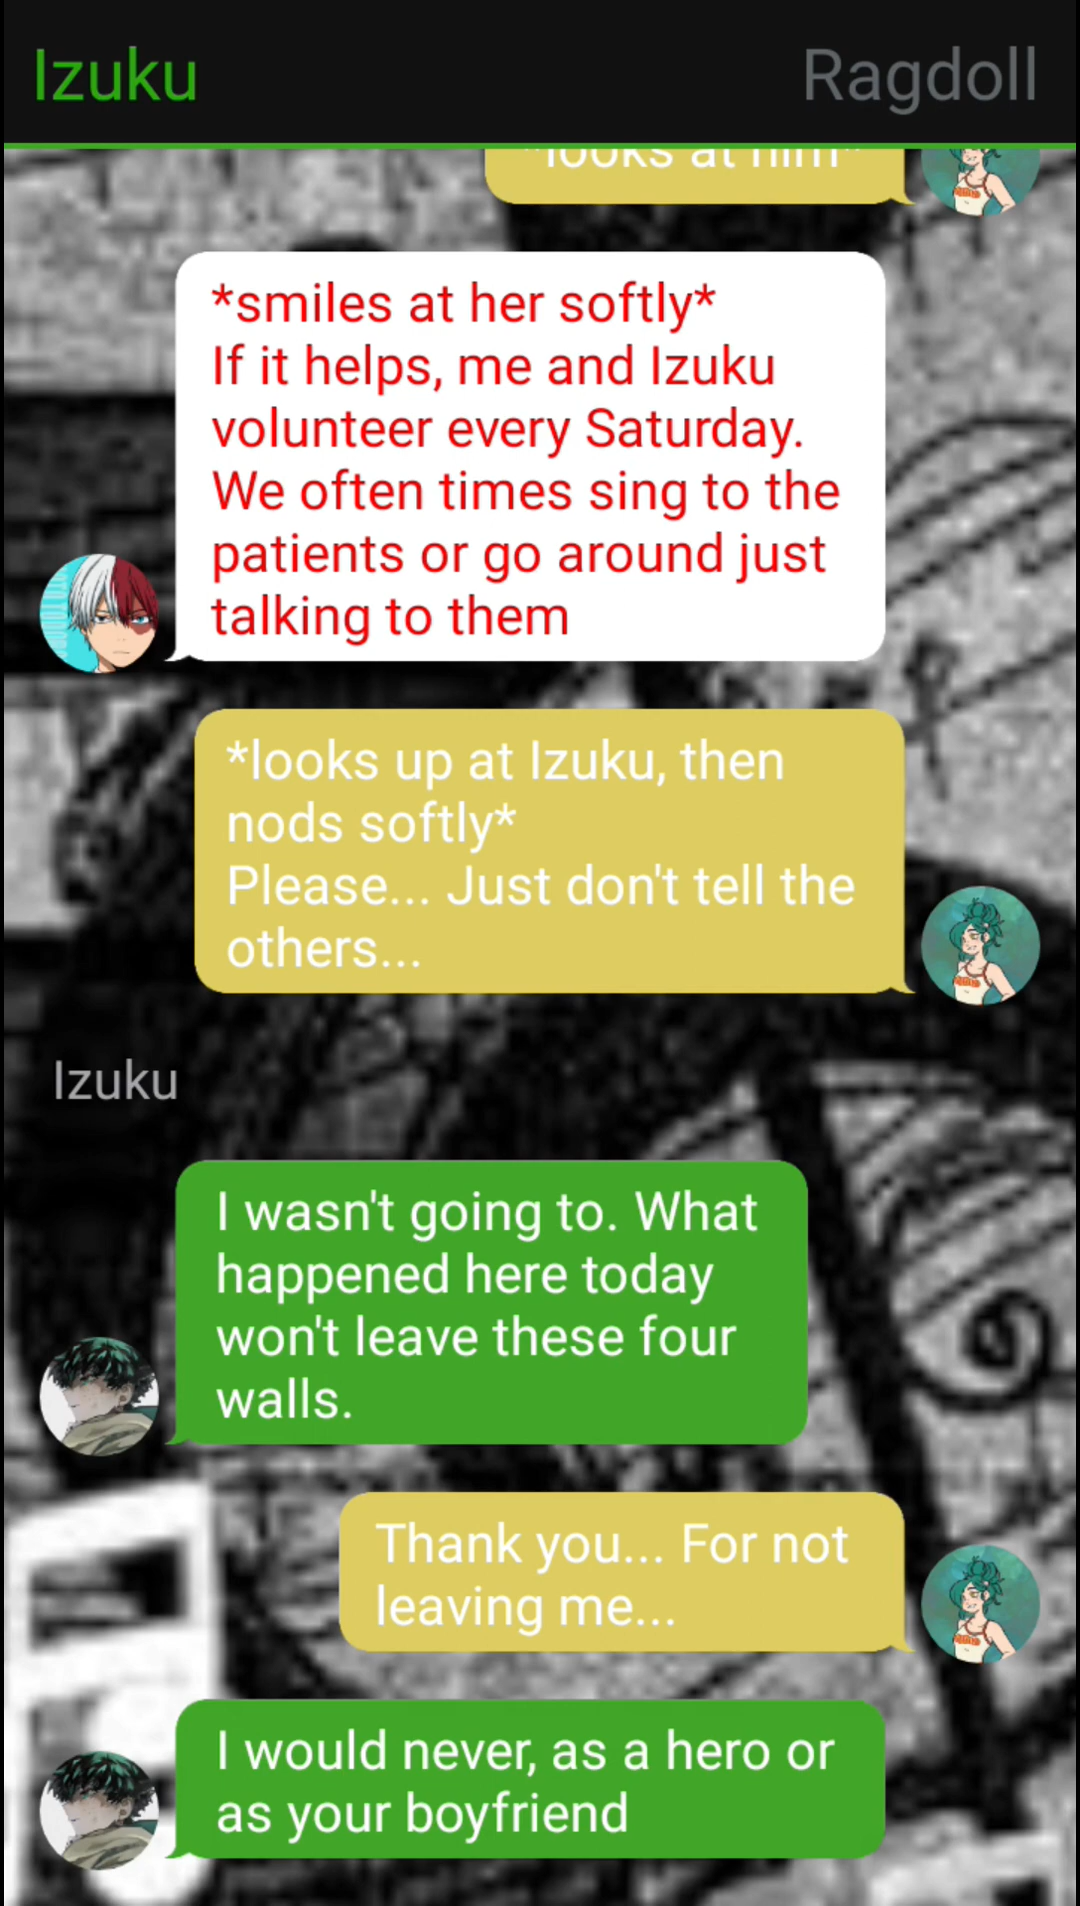 Izuku
Ragdoll
*looks at him*
*smiles at her softly*
If it helps, me and Izuku
volunteer every Saturday.
We often times sing to the
patients or go around just
talking to them
*looks up at Izuku, then
nods softly*
Please... Just don't tell the
others...
Izuku
I wasn't going to. What
happened here today
won't leave these four
walls.
Thank you... For not
leaving me...
I would never, as a hero or
as your boyfriend